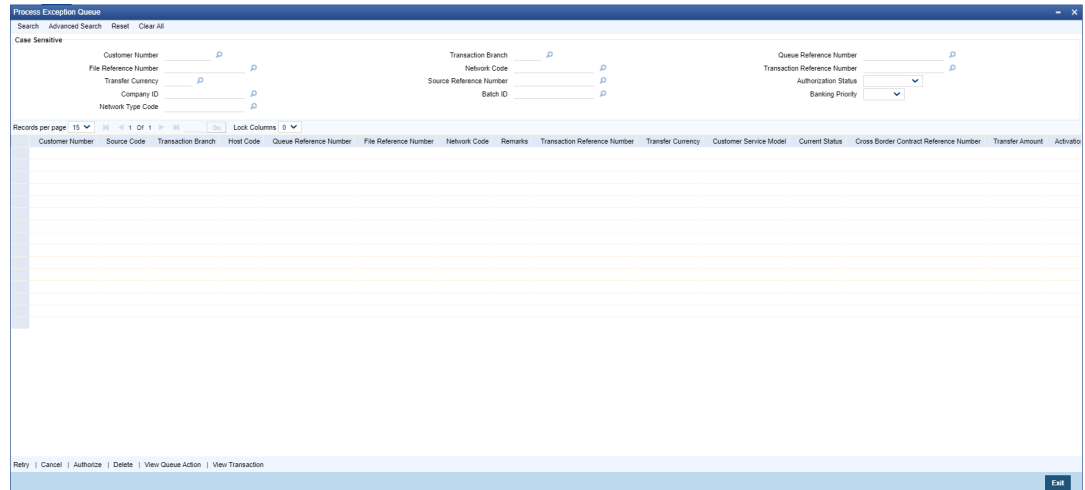 Process Exception Queue
Search Advanced Search Reset Clear All
Case Sensitive
Customer Number Transaction Branch Queue Reference Number
File Reference Number Network Code Transaction Reference Number
Transfer Currency Source Reference Number Authorization Status
Company ID Batch ID Banking Priority
Network Type Code
Records per page 15 1 Of 1 Go Lock Columns 0
Customer Number Source Code Transaction Branch Host Code Queue Reference Number File Reference Number Network Code Remarks Transaction Reference Number Transfer Currency Customer Service Model Current Status Cross Border Contract Reference Number Transfer Amount Activatio
Retry | Cancel | Authorize | Delete | View Queue Action | View Transaction
Exit